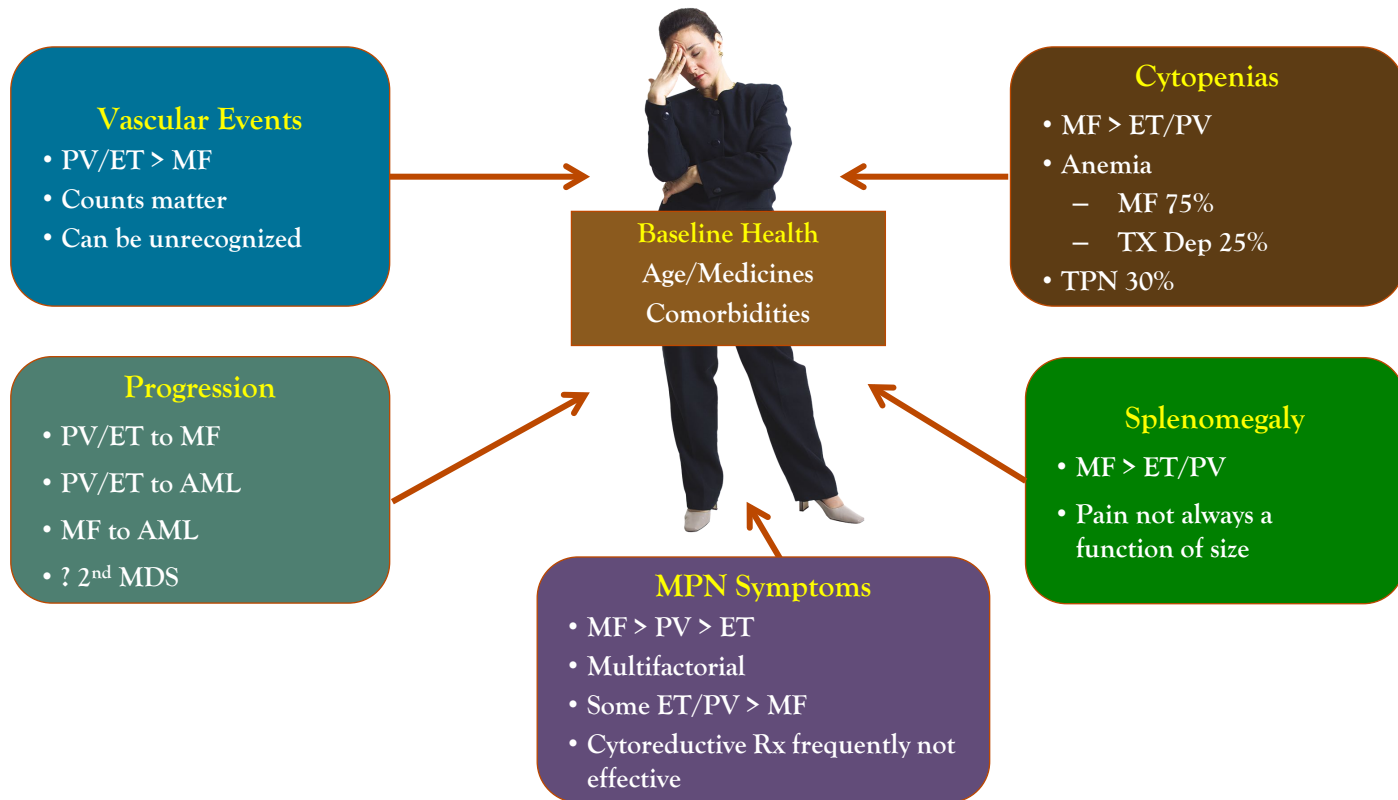 Vascular Events
• PV/ET > MF
• Counts matter
• Can be unrecognized
Cytopenias
• MF > ET/PV
• Anemia
– MF 75%
– TX Dep 25%
• TPN 30%
Baseline Health
Age/Medicines
Comorbidities
Progression
• PV/ET to MF
• PV/ET to AML
• MF to AML
• ? 2nd MDS
Splenomegaly
• MF > ET/PV
• Pain not always a
function of size
MPN Symptoms
• MF > PV > ET
• Multifactorial
• Some ET/PV > MF
• Cytoreductive Rx frequently not
effective